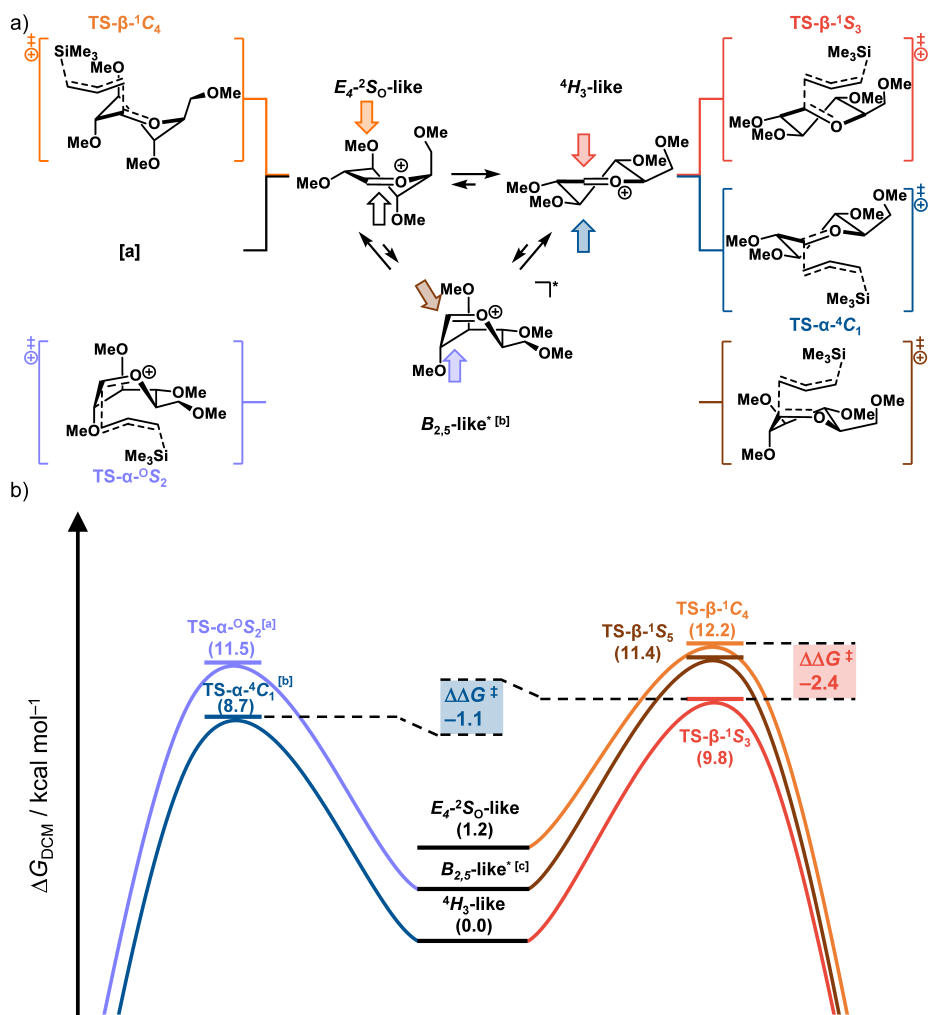 a)
TS-β-¹C₄
TS-β-¹S₃
‡
⊕
SiMe₃
MeO
OMe
O
MeO
MeO
E₄-²Sₒ-like
⁴H₃-like
‡
⊕
Me₃Si
OMe
OMe
MeO
MeO
O
OMe
MeO
O⊕
MeO
OMe
OMe
OMe
MeO
MeO
O
⊕
‡
⊕
OMe
OMe
MeO
MeO
O
Me₃Si
TS-α-⁴C₁
[a]
*
MeO
O⊕
OMe
OMe
MeO
B₂,₅-like* [b]
‡
⊕
MeO
O⊕
OMe
OMe
MeO
Me₃Si
TS-α-ᴼS₂
‡
⊕
Me₃Si
MeO
OMe
OMe
O
MeO
b)
ΔG_DCM / kcal mol⁻¹
TS-α-ᴼS₂[a]
(11.5)
TS-α-⁴C₁ [b]
(8.7)
ΔΔG ‡
–1.1
TS-β-¹C₄
(12.2)
TS-β-¹S₅
(11.4)
ΔΔG ‡
–2.4
TS-β-¹S₃
(9.8)
E₄-²Sₒ-like
(1.2)
B₂,₅-like* [c]
⁴H₃-like
(0.0)